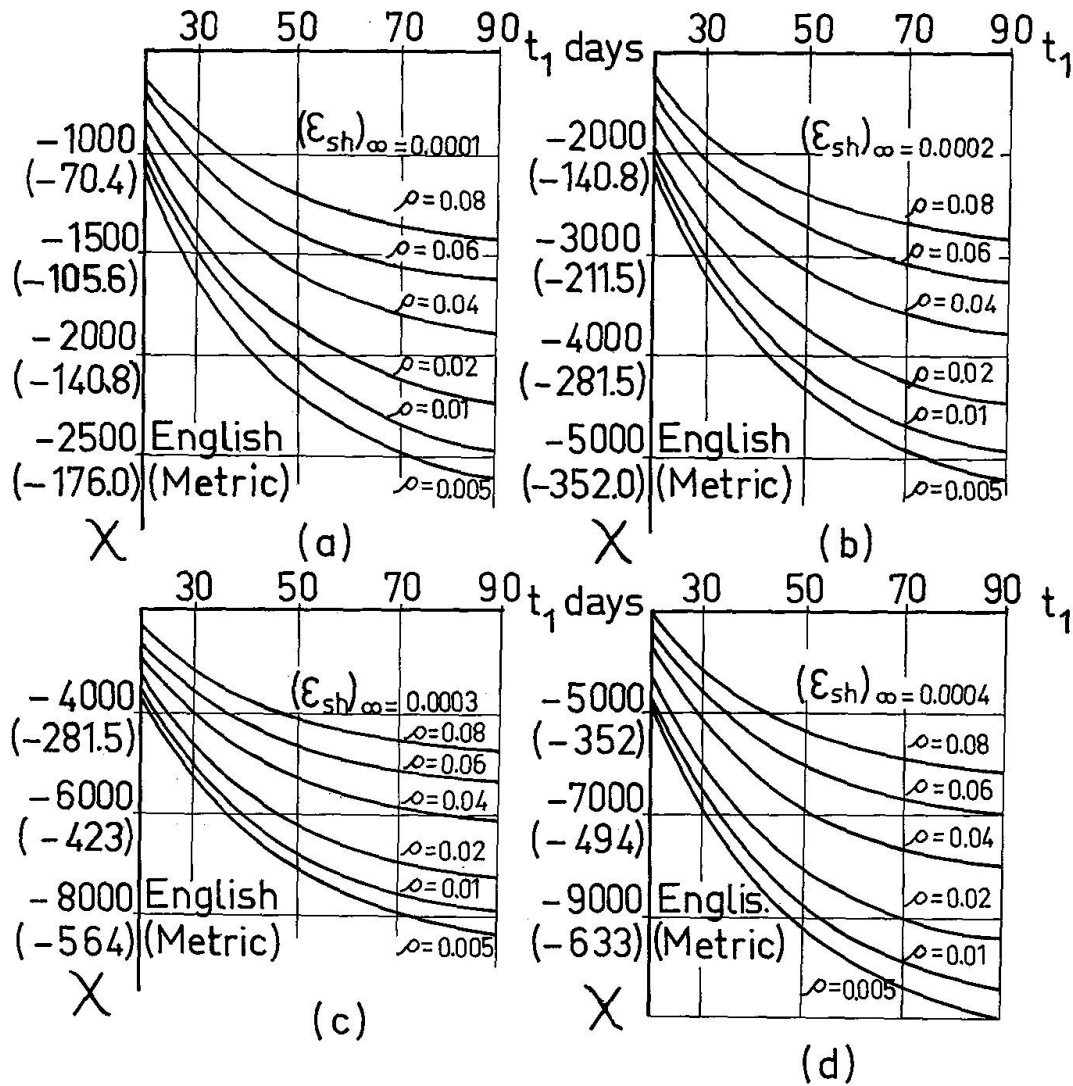 30 50 70 90 t₁ days
(εsh)∞=0.0001
-1000
(-70.4)
ρ=0.08
-1500
(-105.6)
ρ=0.06
ρ=0.04
-2000
(-140.8)
ρ=0.02
ρ=0.01
-2500 English
(-176.0) (Metric)
ρ=0.005
X (a)
30 50 70 90 t₁
(εsh)∞=0.0002
-2000
(-140.8)
ρ=0.08
-3000
(-211.5)
ρ=0.06
ρ=0.04
-4000
(-281.5)
ρ=0.02
ρ=0.01
-5000 English
(-352.0) (Metric)
ρ=0.005
X (b)
30 50 70 90 t₁ days
(εsh)∞=0.0003
-4000
(-281.5)
ρ=0.08
ρ=0.06
-6000
ρ=0.04
(-423)
ρ=0.02
ρ=0.01
-8000 English
(-564) (Metric)
ρ=0.005
X (c)
30 50 70 90 t₁
(εsh)∞=0.0004
-5000
(-352)
ρ=0.08
ρ=0.06
-7000
(-494)
ρ=0.04
ρ=0.02
-9000 Englis.
(-633) (Metric)
ρ=0.01
ρ=0.005
X
(d)